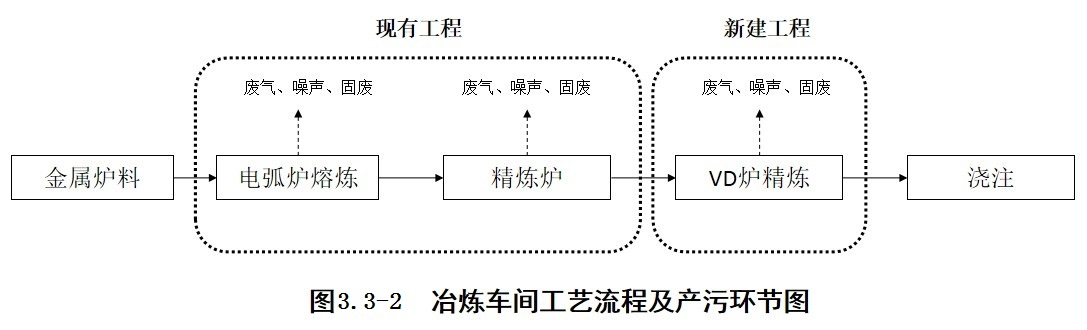 现有工程
新建工程
废气、噪声、固废
废气、噪声、固废
废气、噪声、固废
金属炉料
电弧炉熔炼
精炼炉
VD炉精炼
浇注
图3.3-2 冶炼车间工艺流程及产污环节图